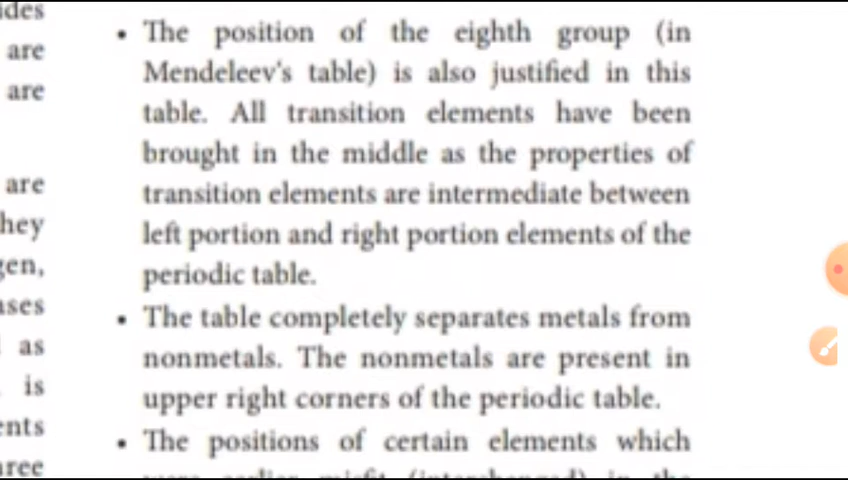 ides
are
are
are
hey
gen,
ases
as
is
ents
aree
• The position of the eighth group (in
Mendeleev's table) is also justified in this
table. All transition elements have been
brought in the middle as the properties of
transition elements are intermediate between
left portion and right portion elements of the
periodic table.
• The table completely separates metals from
nonmetals. The nonmetals are present in
upper right corners of the periodic table.
• The positions of certain elements which
(interchanged) in the